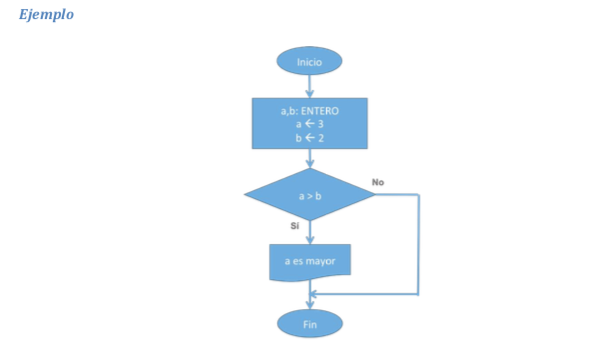 Ejemplo
Inicio
a,b: ENTERO
a ← 3
b ← 2
No
a > b
Sí
a es mayor
Fin